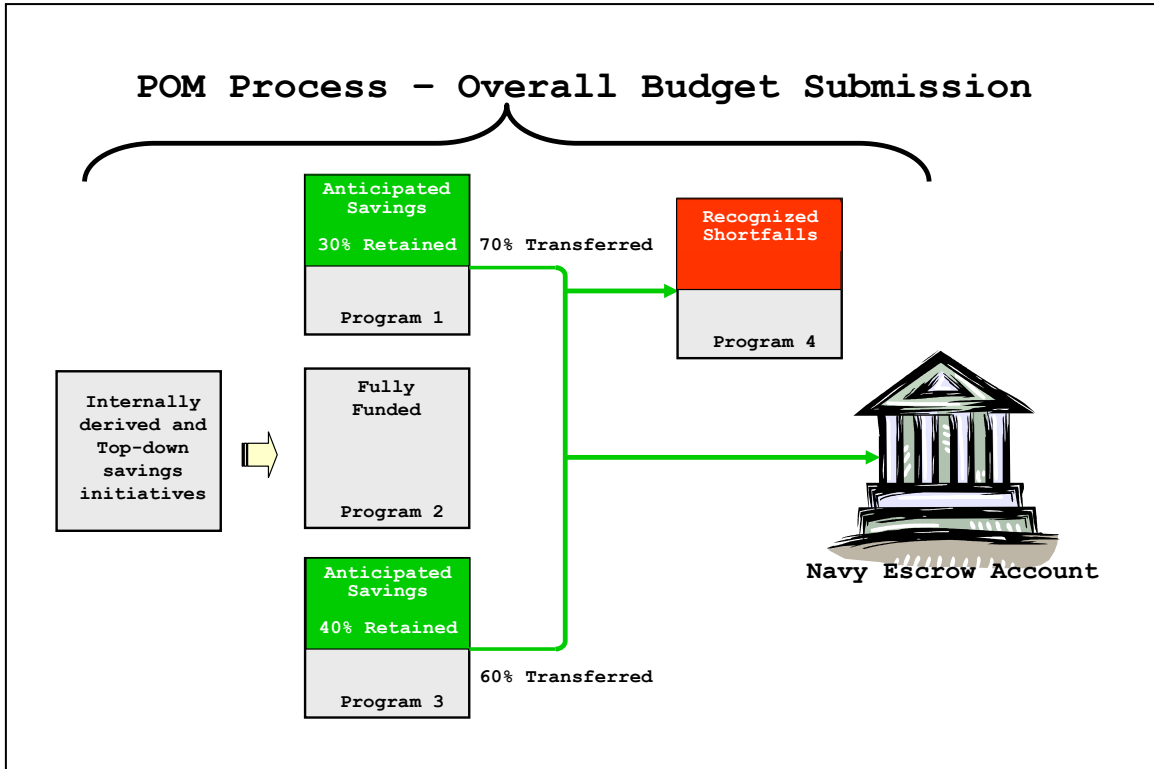 POM Process – Overall Budget Submission
Anticipated
Savings
30% Retained
Program 1
70% Transferred
Recognized
Shortfalls
Program 4
Internally
derived and
Top-down
savings
initiatives
Fully
Funded
Program 2
Navy Escrow Account
Anticipated
Savings
40% Retained
Program 3
60% Transferred